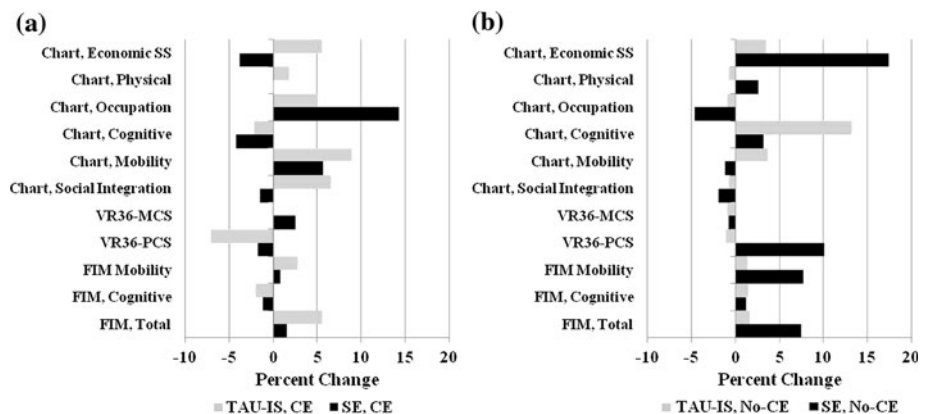 (a)
Chart, Economic SS
Chart, Physical
Chart, Occupation
Chart, Cognitive
Chart, Mobility
Chart, Social Integration
VR36-MCS
VR36-PCS
FIM Mobility
FIM, Cognitive
FIM, Total
-10 -5 0 5 10 15 20
Percent Change
TAU-IS, CE SE, CE
(b)
Chart, Economic SS
Chart, Physical
Chart, Occupation
Chart, Cognitive
Chart, Mobility
Chart, Social Integration
VR36-MCS
VR36-PCS
FIM Mobility
FIM, Cognitive
FIM, Total
-10 -5 0 5 10 15 20
Percent Change
TAU-IS, No-CE SE, No-CE